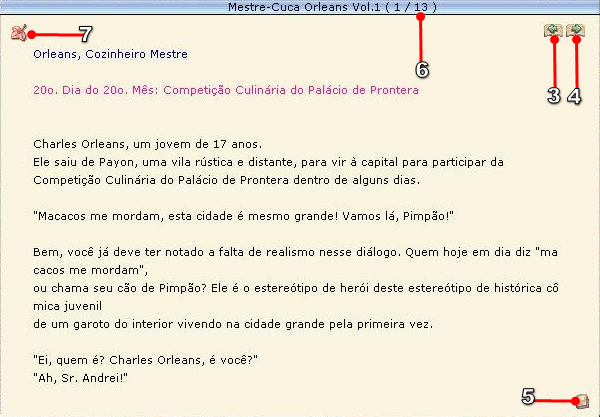 Mestre-Cuca Orleans Vol.1 ( 1 / 13 )
7
6
3
4
Orleans, Cozinheiro Mestre
20o. Dia do 20o. Mês: Competição Culinária do Palácio de Prontera
Charles Orleans, um jovem de 17 anos.
Ele saiu de Payon, uma vila rústica e distante, para vir à capital para participar da
Competição Culinária do Palácio de Prontera dentro de alguns dias.
"Macacos me mordam, esta cidade é mesmo grande! Vamos lá, Pimpão!"
Bem, você já deve ter notado a falta de realismo nesse diálogo. Quem hoje em dia diz "ma
cacos me mordam",
ou chama seu cão de Pimpão? Ele é o estereótipo de herói deste estereótipo de histórica cô
mica juvenil
de um garoto do interior vivendo na cidade grande pela primeira vez.
"Ei, quem é? Charles Orleans, é você?"
"Ah, Sr. Andrei!"
5